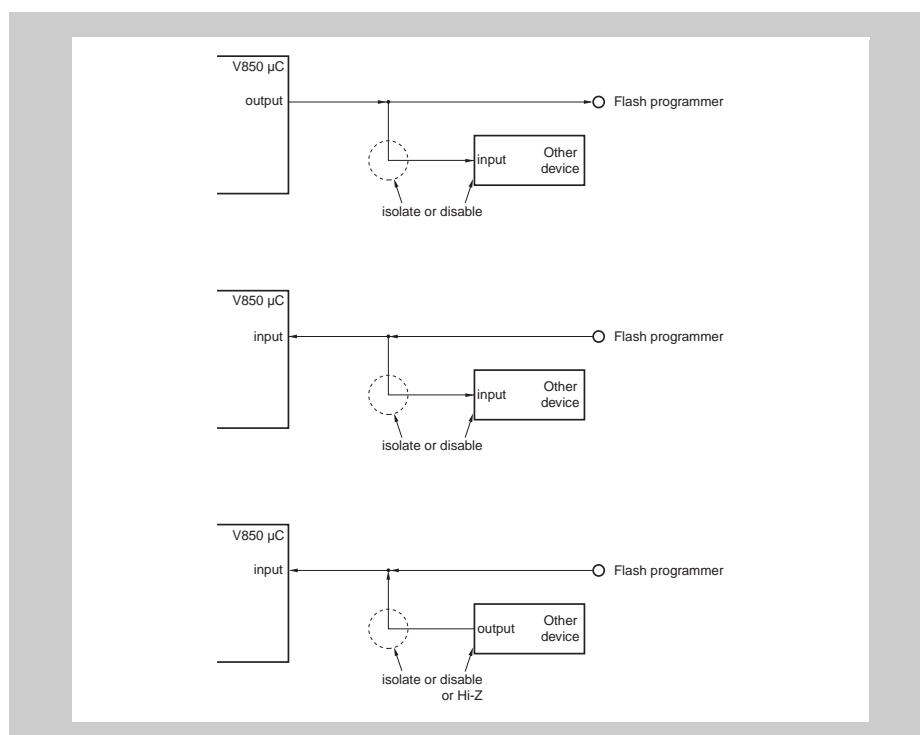 V850 µC
output
Flash programmer
input
Other
device
isolate or disable
V850 µC
input
Flash programmer
input
Other
device
isolate or disable
V850 µC
input
Flash programmer
output
Other
device
isolate or disable
or Hi-Z